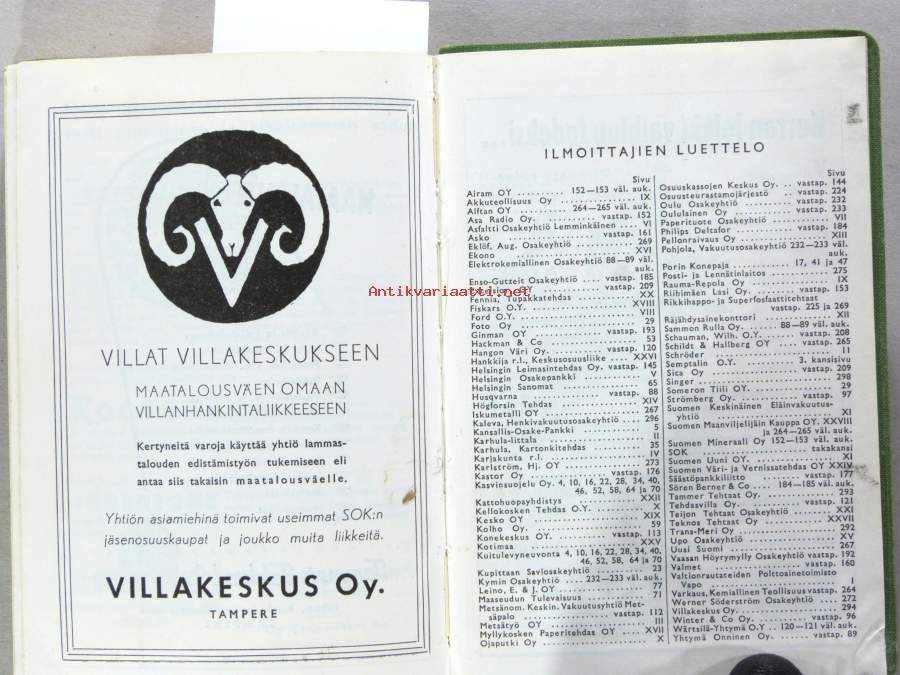 VILLAT VILLAKESKUKSEEN
MAATALOUSVÄEN OMAAN
VILLANHANKINTALIIKKEESEEN
Kertyneitä varoja käyttää yhtiö lammas-
talouden edistämistyön tukemiseen eli
antaa siis takaisin maatalousväelle.
Yhtiön asiamiehinä toimivat useimmat SOK:n
jäsenosuuskaupat ja joukko muita liikkeitä.
VILLAKESKUS Oy.
TAMPERE
Antikvariaatti.net
ILMOITTAJIEN LUETTELO
Sivu
Airam OY .......... 152—153 väl. auk.
Akkuteollisuus Oy ............ IX
Alftan OY ........ 264—265 väl. auk.
Asa Radio Oy. ........ vastap. 152
Asfaltti Osakeyhtiö Lemminkäinen .... VI
Asko .............. vastap. 161
Eklöf, Aug. Osakeyhtiö .......... 269
Ekono .................. XVI
Elektrokemiallinen Osakeyhtiö 88—89 väl.
auk.
Enso-Gutzeit Osakeyhtiö .... vastap. 185
vastap. 209
Fennia, Tupakkatehdas ........ XX
Fiskars O.Y. .............. XVIII
Ford O.Y. ................ VIII
Foto Oy .................. 29
Ginman OY ............ vastap. 193
Hackman & Co .............. 53
Hangon Väri Oy. ........ vastap. 120
Hankkija r.l., Keskusosuusliike .... XXVI
Helsingin Leimasintehdas Oy. vastap. 145
Helsingin Osakepankki .......... V
Helsingin Sanomat ............ 65
Husqvarna ............ vastap. 88
Högforsin Tehdas ............ XIV
Iskumetalli OY .............. 267
Kaleva, Henkivakuutusosakeyhtiö .... 296
Kansallis-Osake-Pankki .......... 5
Karhula-Iittala .............. II
Karhula, Kartonkitehdas .......... 35
Karjakunta r.l. .............. IV
Karlström, Hj. OY ............ 273
Kastor Oy ............ vastap. 176
Kasvinsuojelu Oy. 4, 10, 16, 22, 28, 34, 40,
46, 52, 58, 64 ja 70
Kattohuopayhdistys ............ XXII
Kellokosken Tehdas O.Y. .......... X
Kesko OY ................ XIX
Kolho Oy. ................ 59
Konekeskus OY. ........ vastap. 113
Kotimaa ................ XXV
Kuitulevyneuvonta 4, 10, 16, 22, 28, 34, 40,
46, 52, 58, 64 ja 70
Kupittaan Saviosakeyhtiö .......... 23
Kymin Osakeyhtiö .... 232—233 väl. auk.
Leino, E. & J. OY ............ 77
Maaseudun Tulevaisuus .......... 71
Metsänom. Keskin. Vakuutusyhtiö Met-
säpalo ............ vastap. 112
Metsätyö OY .............. III
Myllykosken Paperitehdas OY .... XVII
Ojaputki Oy ................ X
Sivu
Osuuskassojen Keskus Oy. .. vastap. 144
Osuusteurastamojärjestö .. vastap. 224
Oulu Osakeyhtiö ........ vastap. 232
Oululainen Oy ........ vastap. 233
Paperituote Osakeyhtiö .......... VII
Philips Deltafor ........ vastap. 184
Pellonraivaus Oy ............ XIII
Pohjola, Vakuutusosakeyhtiö 232—233 väl.
auk.
Porin Konepaja ........ 17, 41 ja 47
Posti- ja Lennätinlaitos .......... 275
Rauma-Repola Oy ............ IX
Riihimäen Lasi Oy. ...... vastap. 153
Rikkihappo- ja Superfosfaattitehtaat
vastap. 225 ja 269
Räjähdysainekonttori .......... XII
Sammon Rulla Oy. .... 88—89 väl. auk.
Schauman, Wilh. O.Y. .... vastap. 208
Schildt & Hallberg OY .... vastap. 265
Schröder ................ 11
Semptalin O.Y. ........ 3. kansisivu
Sita Oy .............. vastap. 209
Singer .................. 298
Someron Tiili OY. ............ 29
Strömberg Oy. ........ vastap. 97
Suomen Keskinäinen Eläinvakuutus-
yhtiö .................. XI
Suomen Maanviljelijäin Kauppa OY. XXVIII
ja 264—265 väl. auk.
Suomen Mineraali Oy 152—153 väl. auk.
SOK ................ takakansi
Suomen Uuni OY. ............ XI
Suomen Väri- ja Vernissatehdas OY XXIV
Säästöpankkiliitto ........ vastap. 177
Sören Berner & Co .... 184—185 väl. auk.
Tammer Tehtaat Oy. .......... 293
Tehdasvilla Oy. ........ vastap. 121
Teijon Tehtaat Osakeyhtiö ...... XXI
Teknos Tehtaat Oy ........ XXVII
Trans-Meri Oy .............. 292
Upo Osakeyhtiö ............ XV
Uusi Suomi ................ 267
Vaasan Höyrymylly Osakeyhtiö vastap. 192
Valmet .............. vastap. 160
Valtionrautateiden Polttoainetoimisto
Vapo .................. 1
Varkaus, Kemiallinen Teollisuus vastap. 264
Werner Söderström Osakeyhtiö .... 272
Villakeskus Oy. .............. 294
Winter & Co Oy. ........ vastap. 96
Wärtsilä-Yhtymä O.Y .. 120—121 väl. auk.
Yhtymä Onninen Oy. .... vastap. 89